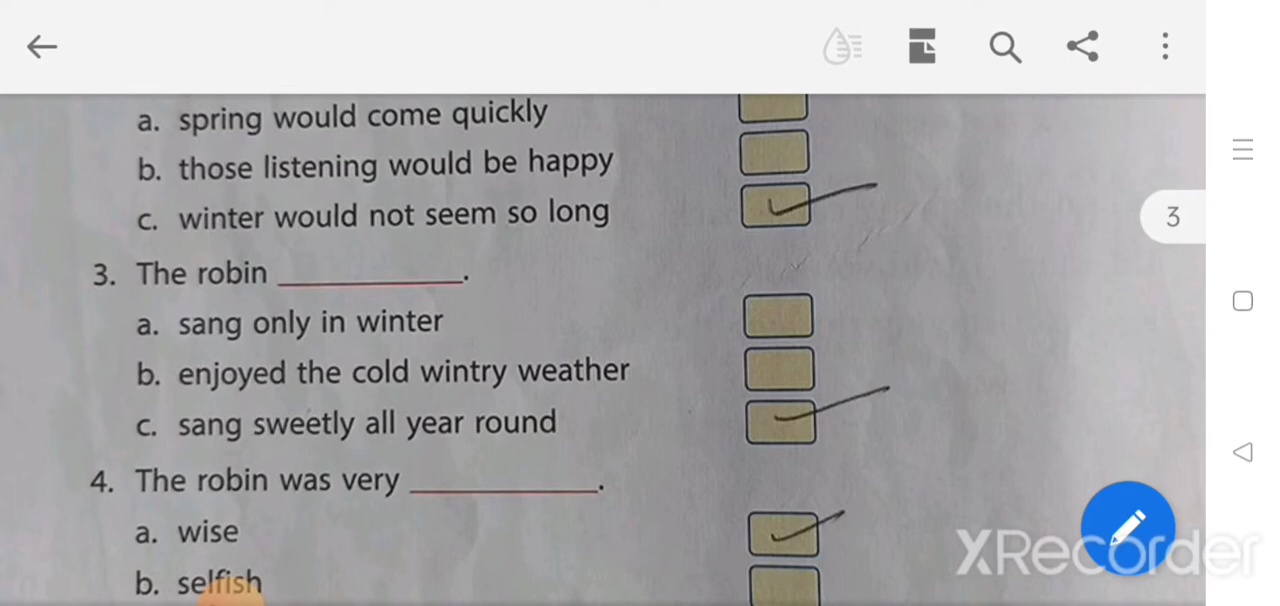 a. spring would come quickly
b. those listening would be happy
c. winter would not seem so long
3
3. The robin ____________.
a. sang only in winter
b. enjoyed the cold wintry weather
c. sang sweetly all year round
4. The robin was very ____________.
a. wise
b. selfish
XRecorder